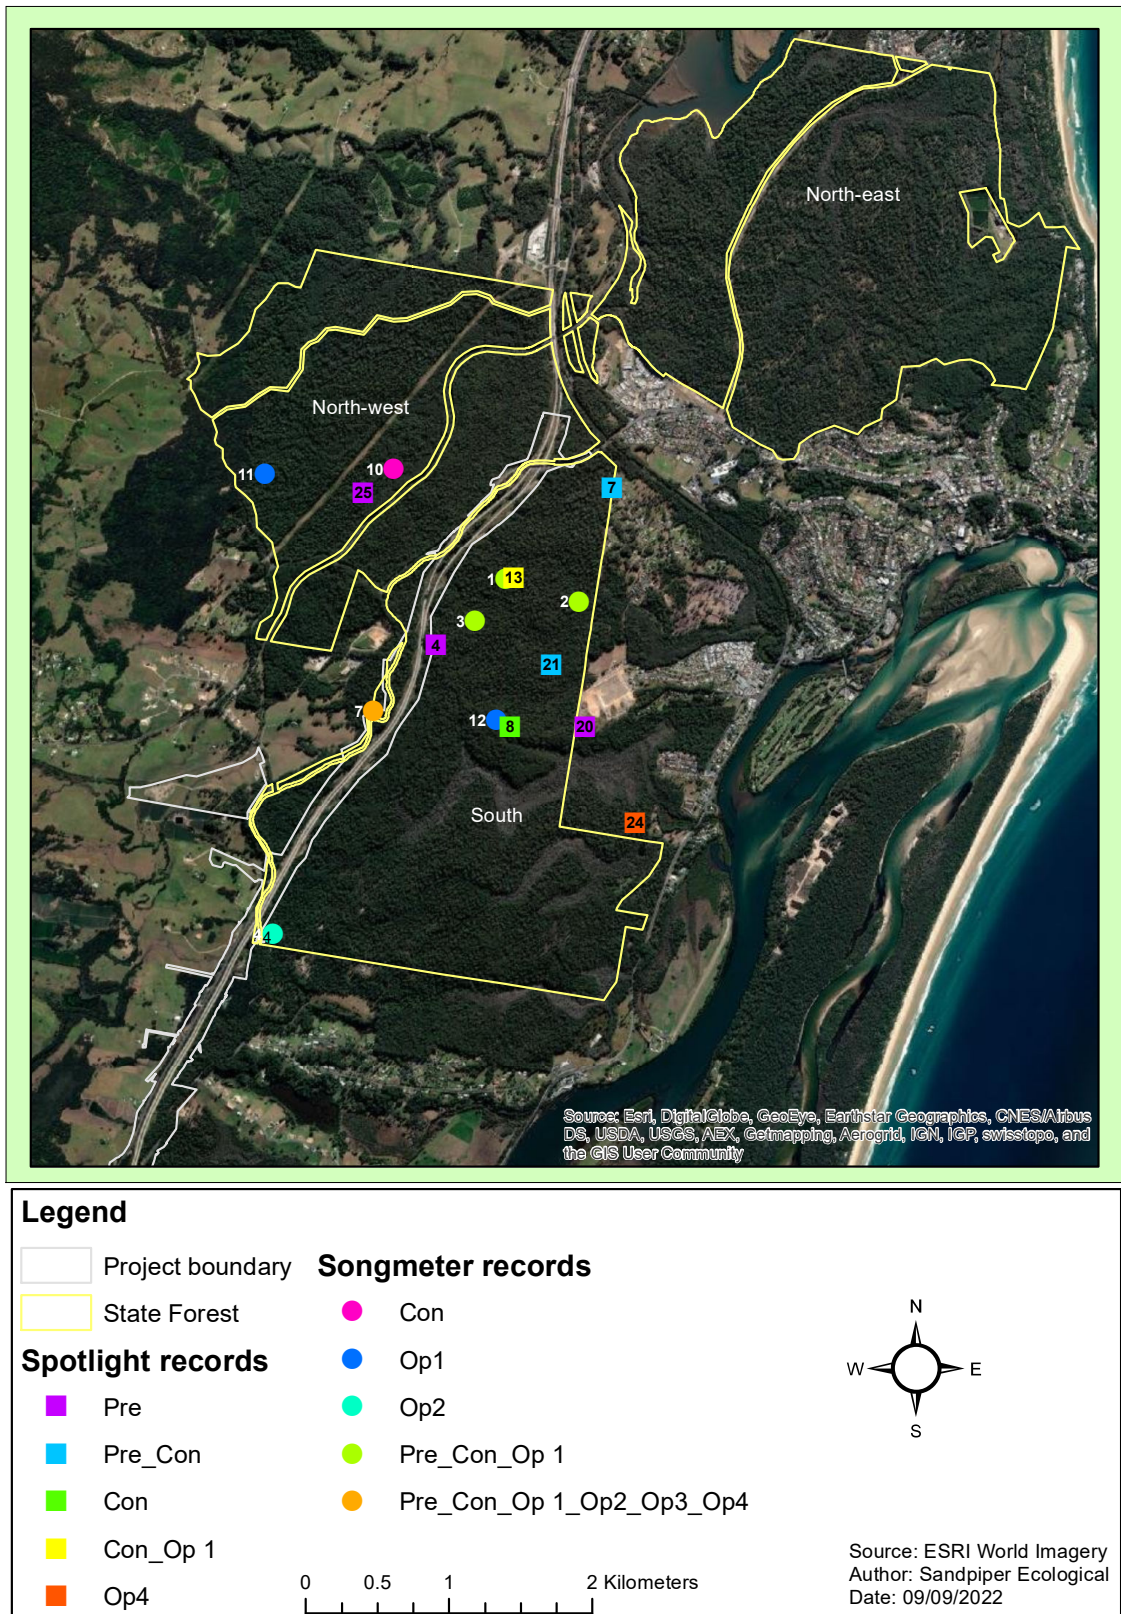 North-east
North-west
11
10
25
7
1
13
2
3
4
21
7
12
8
20
South
24
4
Source: Esri, DigitalGlobe, GeoEye, Earthstar Geographics, CNES/Airbus
DS, USDA, USGS, AEX, Getmapping, Aerogrid, IGN, IGP, swisstopo, and
the GIS User Community
Legend
Project boundary
State Forest
Spotlight records
Pre
Pre_Con
Con
Con_Op 1
Op4
Songmeter records
Con
Op1
Op2
Pre_Con_Op 1
Pre_Con_Op 1_Op2_Op3_Op4
0 0.5 1 2 Kilometers
N
W E
S
Source: ESRI World Imagery
Author: Sandpiper Ecological
Date: 09/09/2022